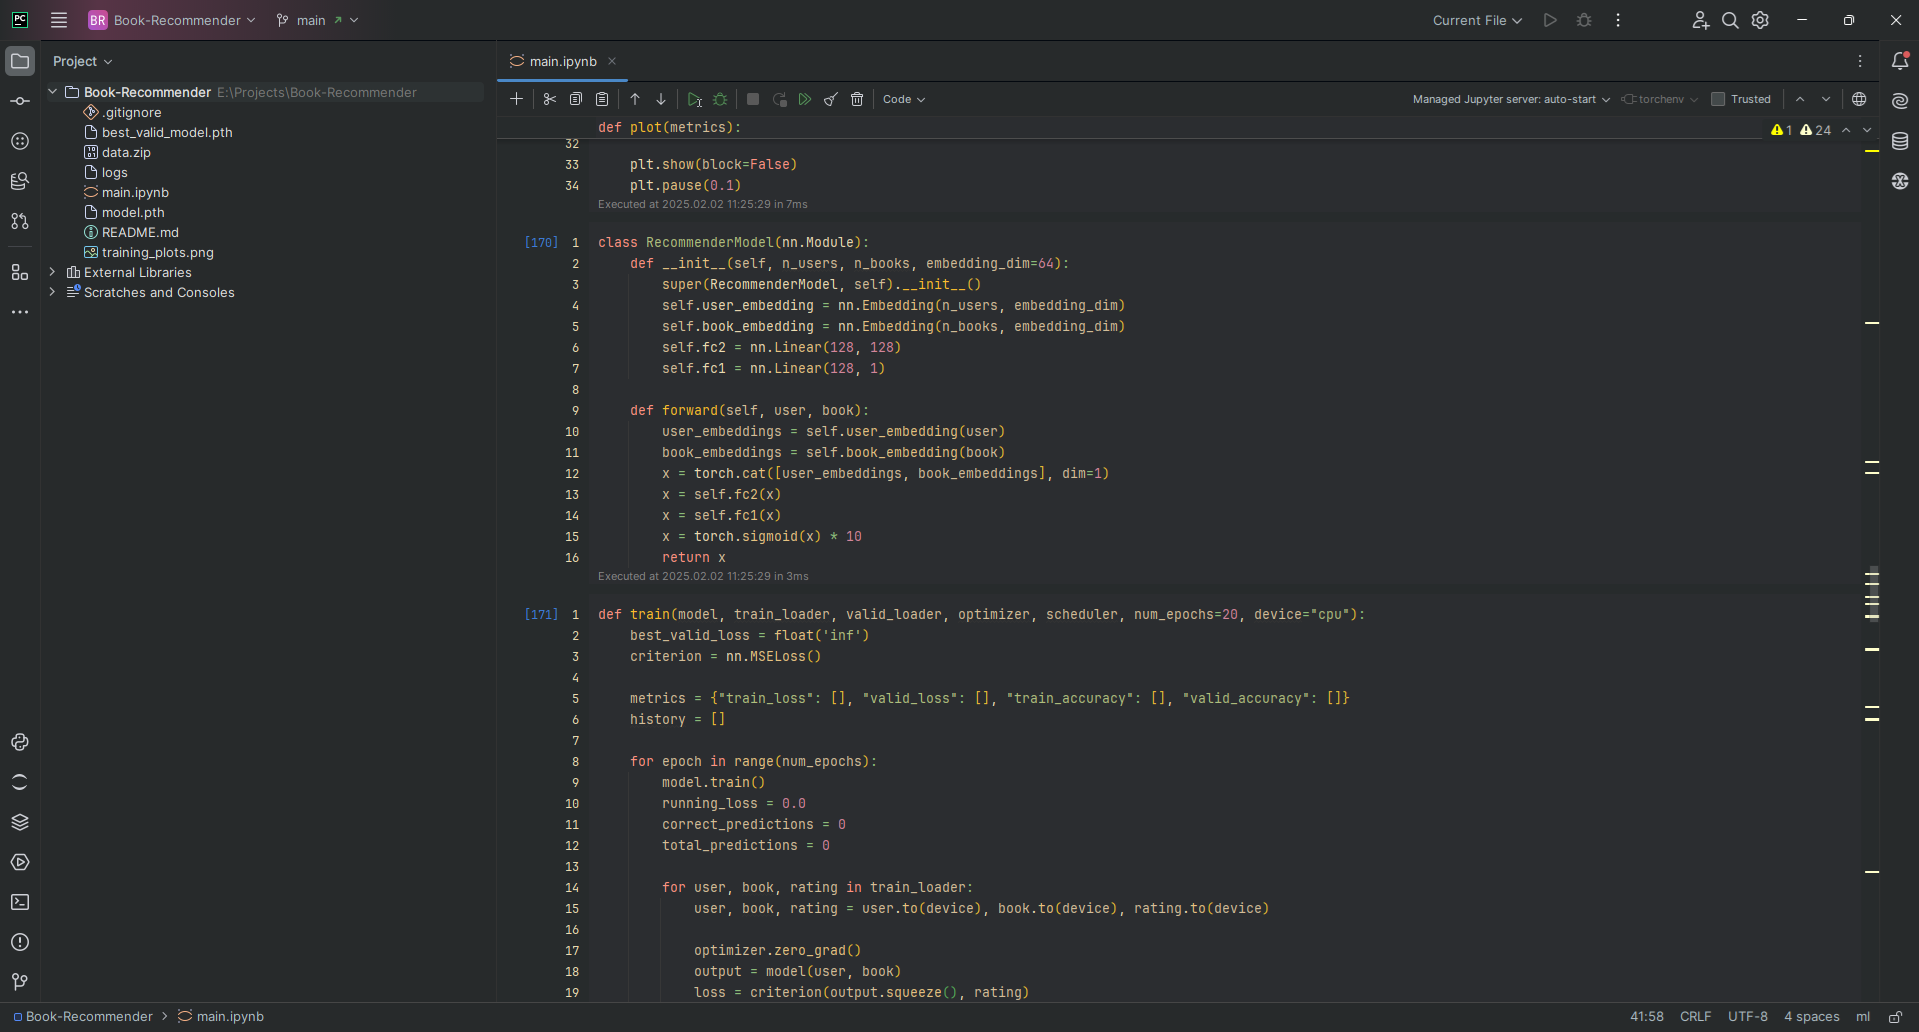 PC
BR Book-Recommender main Current File
Project
main.ipynb
Book-Recommender E:\Projects\Book-Recommender
.gitignore
best_valid_model.pth
data.zip
logs
main.ipynb
model.pth
README.md
training_plots.png
External Libraries
Scratches and Consoles
Code Managed Jupyter server: auto-start torchenv Trusted
def plot(metrics): 1 24
32
33 plt.show(block=False)
34 plt.pause(0.1)
Executed at 2025.02.02 11:25:29 in 7ms
[170] 1 class RecommenderModel(nn.Module):
2 def __init__(self, n_users, n_books, embedding_dim=64):
3 super(RecommenderModel, self).__init__()
4 self.user_embedding = nn.Embedding(n_users, embedding_dim)
5 self.book_embedding = nn.Embedding(n_books, embedding_dim)
6 self.fc2 = nn.Linear(128, 128)
7 self.fc1 = nn.Linear(128, 1)
8
9 def forward(self, user, book):
10 user_embeddings = self.user_embedding(user)
11 book_embeddings = self.book_embedding(book)
12 x = torch.cat([user_embeddings, book_embeddings], dim=1)
13 x = self.fc2(x)
14 x = self.fc1(x)
15 x = torch.sigmoid(x) * 10
16 return x
Executed at 2025.02.02 11:25:29 in 3ms
[171] 1 def train(model, train_loader, valid_loader, optimizer, scheduler, num_epochs=20, device="cpu"):
2 best_valid_loss = float('inf')
3 criterion = nn.MSELoss()
4
5 metrics = {"train_loss": [], "valid_loss": [], "train_accuracy": [], "valid_accuracy": []}
6 history = []
7
8 for epoch in range(num_epochs):
9 model.train()
10 running_loss = 0.0
11 correct_predictions = 0
12 total_predictions = 0
13
14 for user, book, rating in train_loader:
15 user, book, rating = user.to(device), book.to(device), rating.to(device)
16
17 optimizer.zero_grad()
18 output = model(user, book)
19 loss = criterion(output.squeeze(), rating)
Book-Recommender main.ipynb 41:58 CRLF UTF-8 4 spaces ml